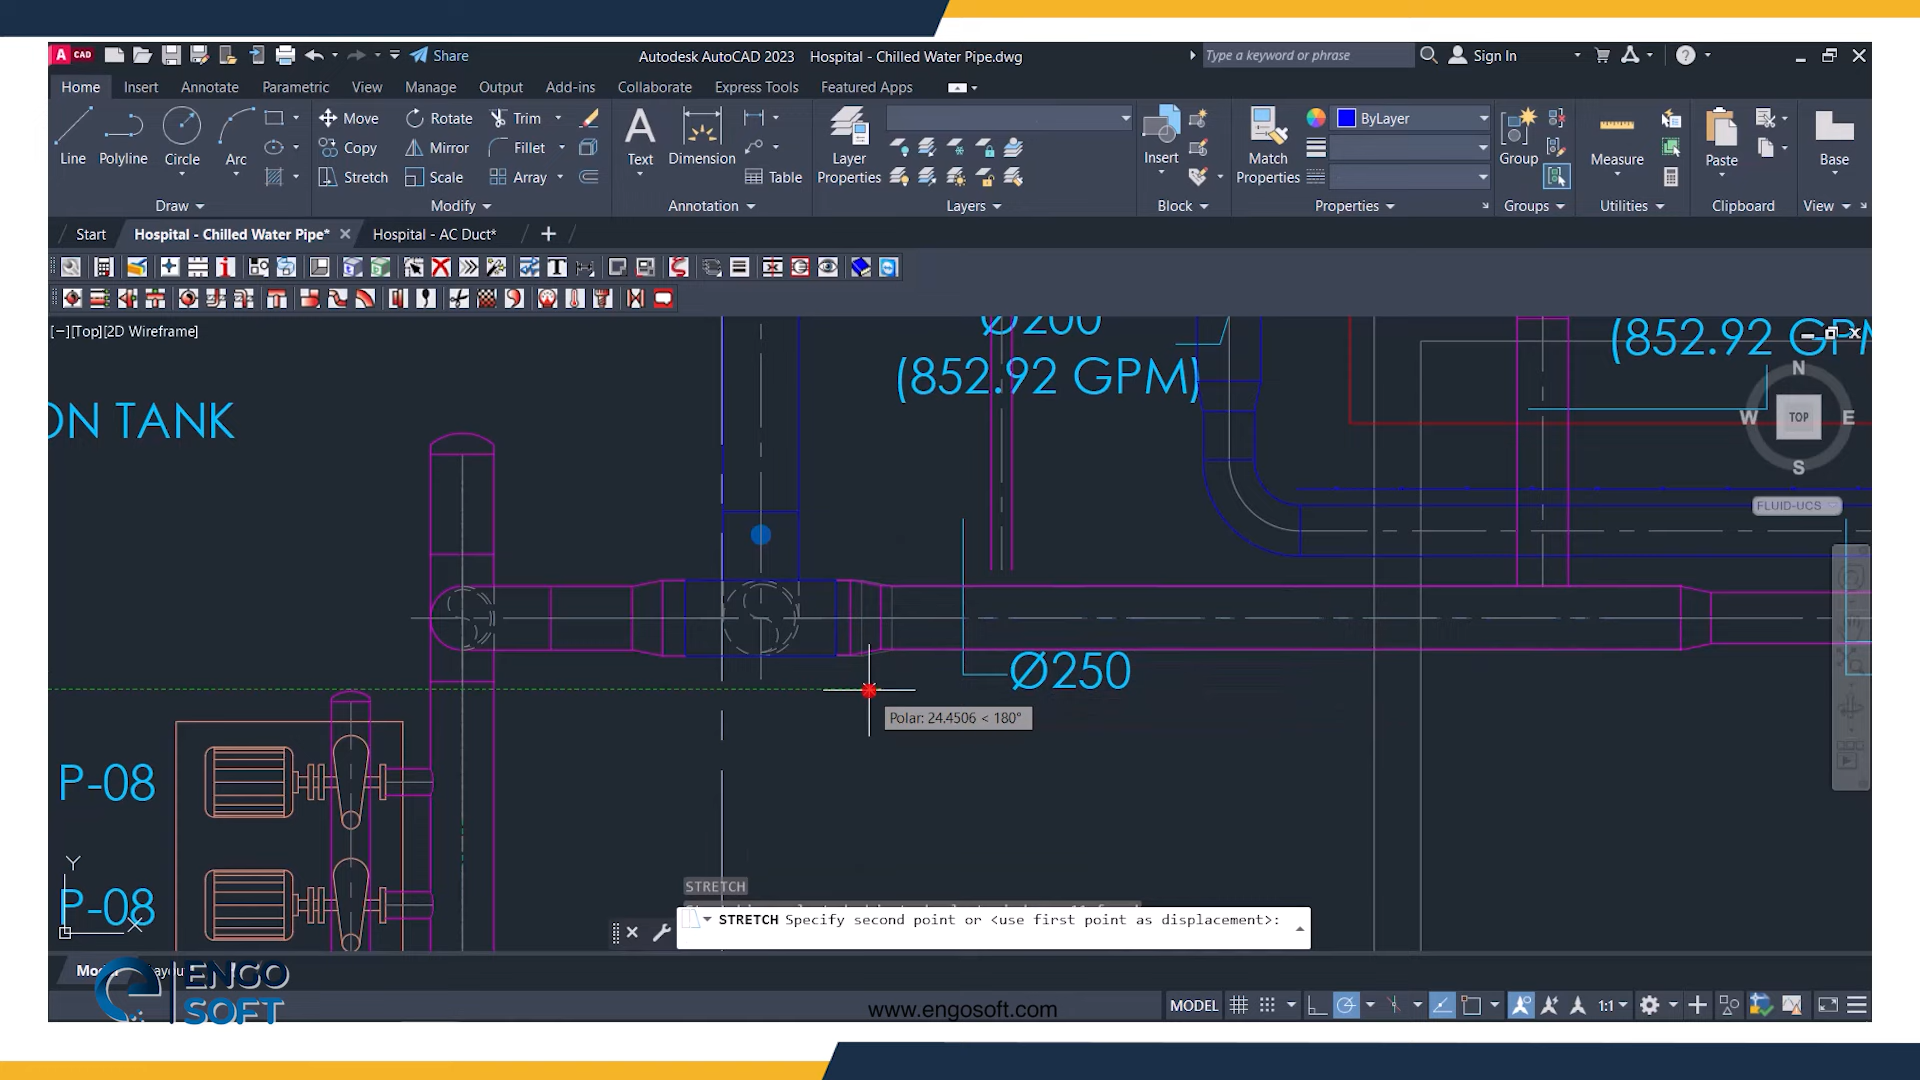 A CAD
Share
Autodesk AutoCAD 2023 Hospital - Chilled Water Pipe.dwg
Type a keyword or phrase
Sign In
Home
Insert
Annotate
Parametric
View
Manage
Output
Add-ins
Collaborate
Express Tools
Featured Apps
Line
Polyline
Circle
Arc
Draw
Move
Rotate
Trim
Copy
Mirror
Fillet
Stretch
Scale
Array
Modify
Text
Dimension
Table
Annotation
Layer
Properties
Layers
Insert
Block
Match
Properties
ByLayer
Properties
Group
Groups
Measure
Utilities
Paste
Clipboard
Base
View
Start
Hospital - Chilled Water Pipe*
Hospital - AC Duct*
[−][Top][2D Wireframe]
Ø200
(852.92 GPM)
(852.92 GPM
ON TANK
N
W
TOP
E
S
FLUID-UCS
Ø250
Polar: 24.4506 < 180°
P-08
P-08
Y
X
STRETCH
STRETCH Specify second point or <use first point as displacement>:
ENGO
SOFT
www.engosoft.com
MODEL
1:1